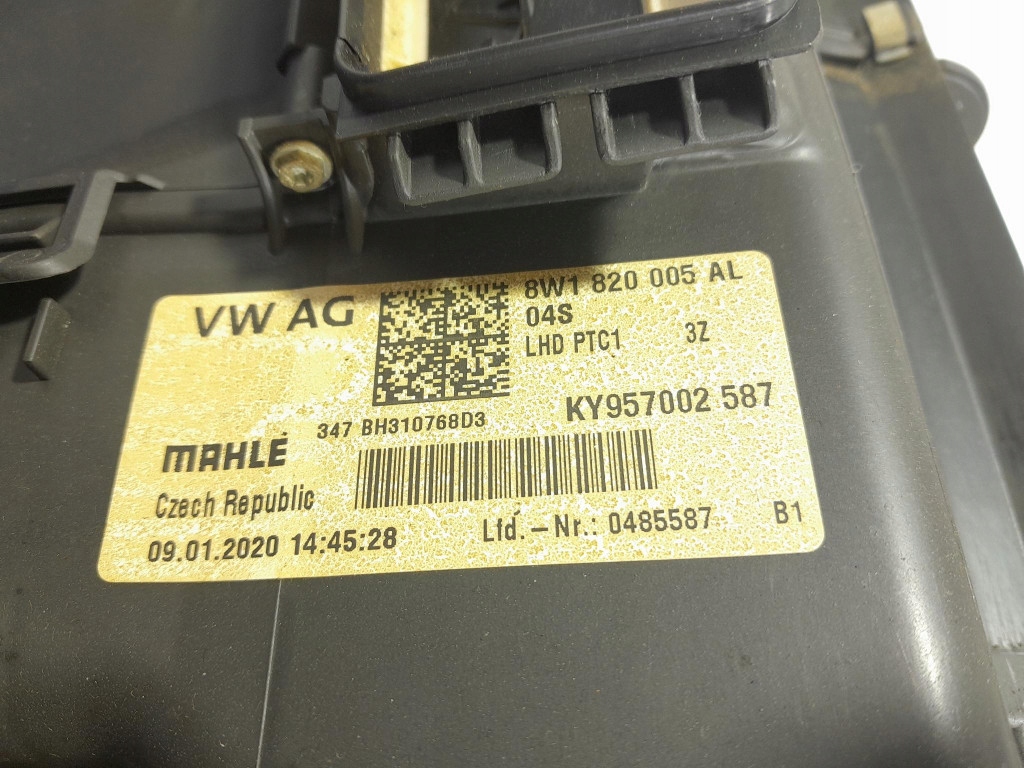 VW AG
8W1 820 005 AL
04S
LHD PTC1 3Z
KY957002 587
347 BH310768D3
MAHLE
Czech Republic
09.01.2020 14:45:28
Lfd.-Nr.: 0485587 B1